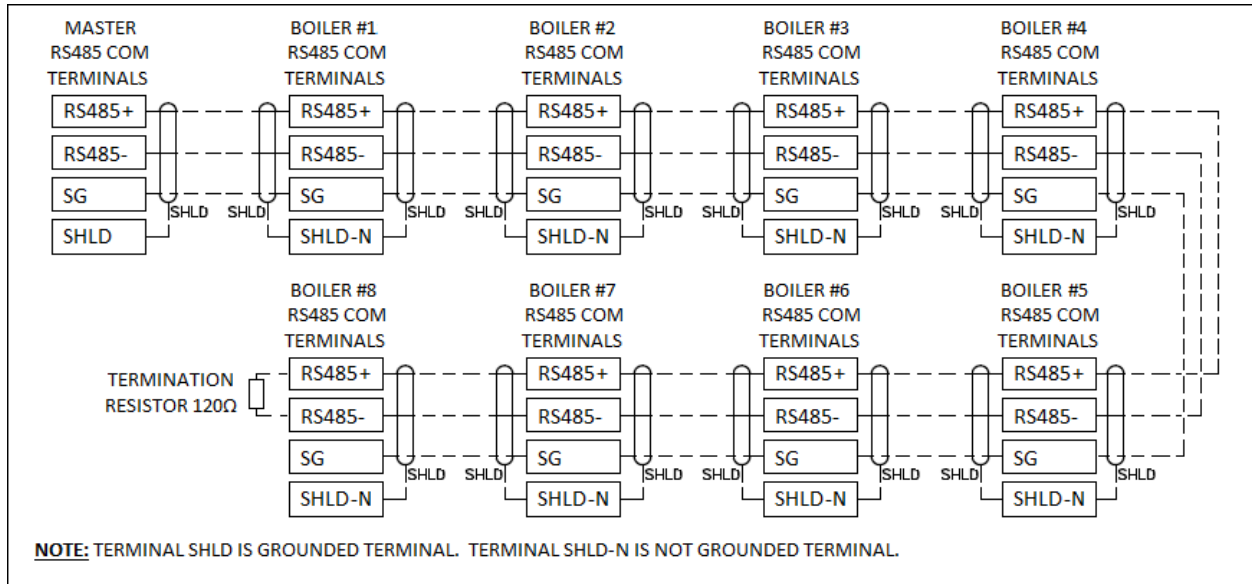 MASTER
RS485 COM
TERMINALS
BOILER #1
RS485 COM
TERMINALS
BOILER #2
RS485 COM
TERMINALS
BOILER #3
RS485 COM
TERMINALS
BOILER #4
RS485 COM
TERMINALS
RS485+ RS485+ RS485+ RS485+ RS485+
RS485- RS485- RS485- RS485- RS485-
SG SG SG SG SG
SHLD SHLD SHLD SHLD SHLD SHLD SHLD SHLD SHLD
SHLD SHLD-N SHLD-N SHLD-N SHLD-N
BOILER #8
RS485 COM
TERMINALS
BOILER #7
RS485 COM
TERMINALS
BOILER #6
RS485 COM
TERMINALS
BOILER #5
RS485 COM
TERMINALS
TERMINATION
RESISTOR 120Ω
RS485+ RS485+ RS485+ RS485+
RS485- RS485- RS485- RS485-
SG SG SG SG
SHLD SHLD SHLD SHLD SHLD SHLD SHLD
SHLD-N SHLD-N SHLD-N SHLD-N
NOTE: TERMINAL SHLD IS GROUNDED TERMINAL. TERMINAL SHLD-N IS NOT GROUNDED TERMINAL.